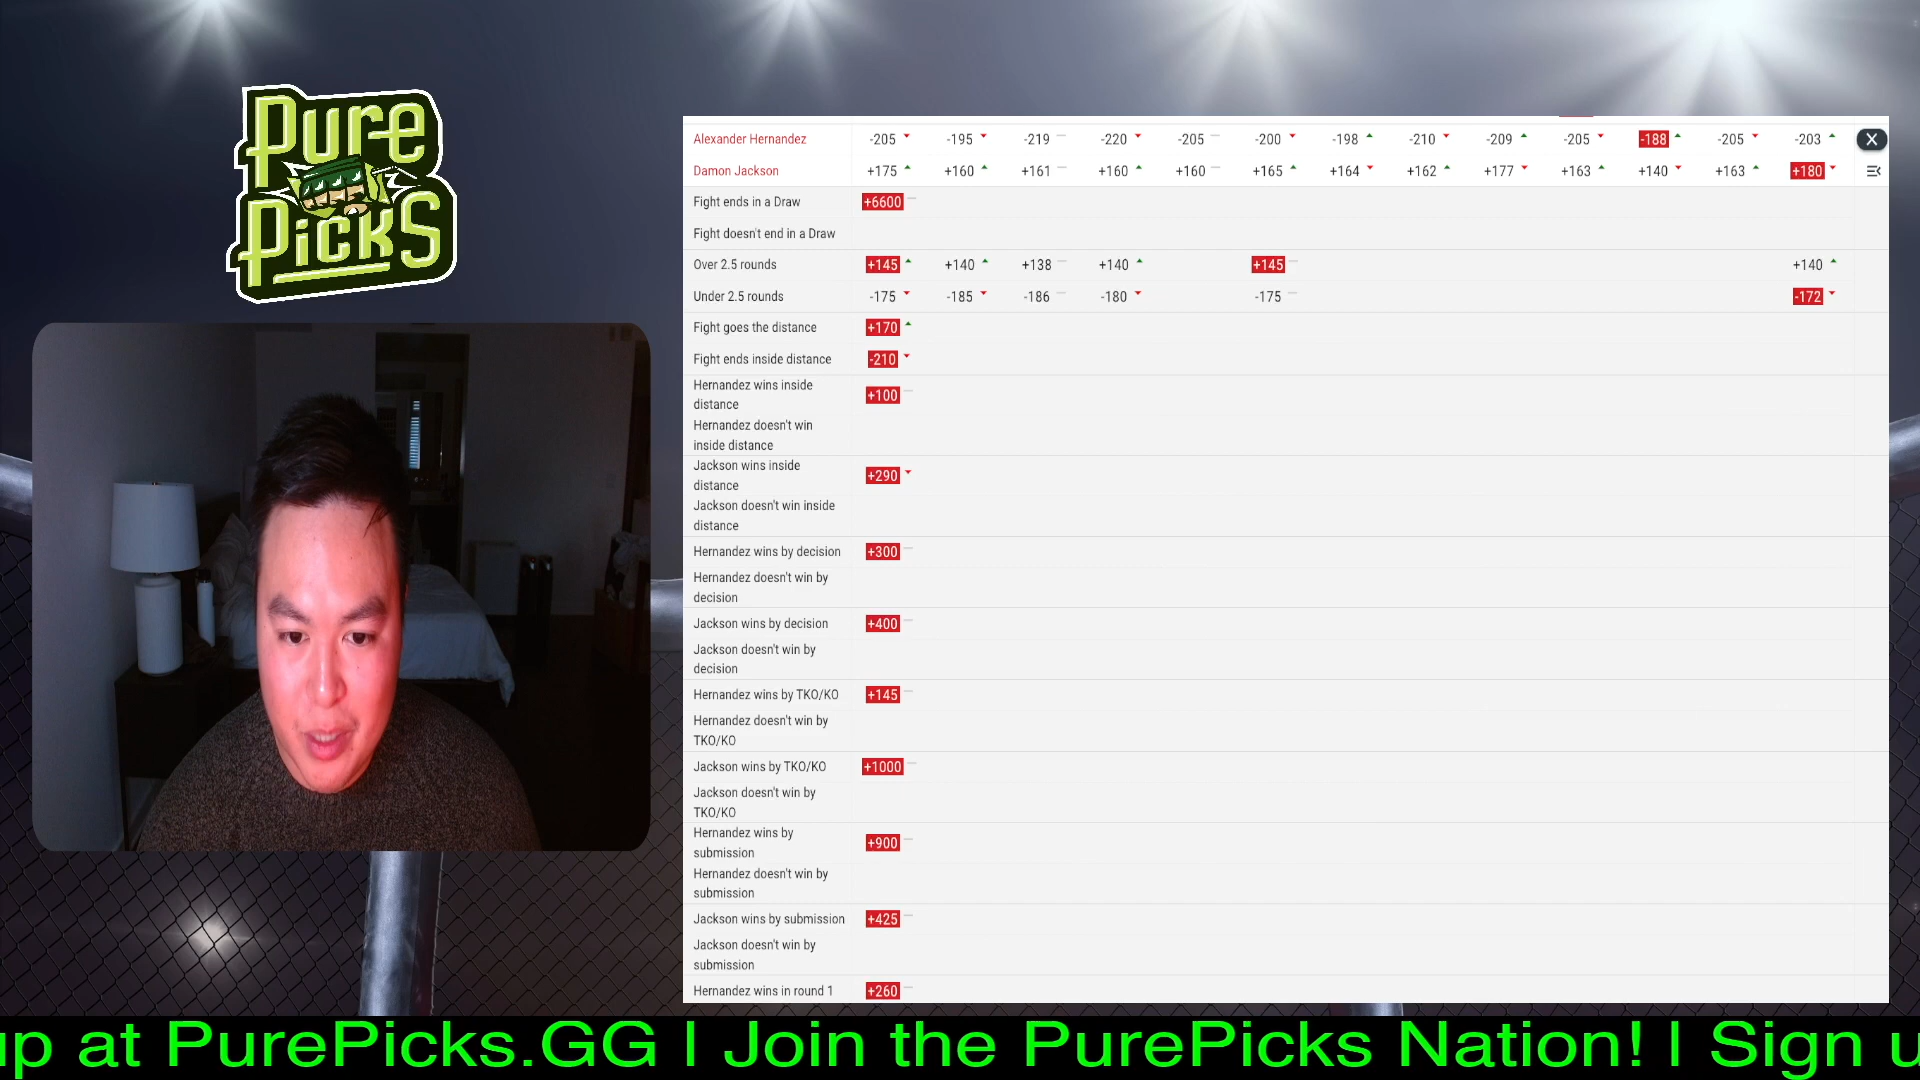 Pure
Picks
Alexander Hernandez -205 -195 -219 -220 -205 -200 -198 -210 -209 -205 -188 -205 -203 X
Damon Jackson +175 +160 +161 +160 +160 +165 +164 +162 +177 +163 +140 +163 +180
Fight ends in a Draw +6600
Fight doesn't end in a Draw
Over 2.5 rounds +145 +140 +138 +140 +145 +140
Under 2.5 rounds -175 -185 -186 -180 -175 -172
Fight goes the distance +170
Fight ends inside distance -210
Hernandez wins inside
distance +100
Hernandez doesn't win
inside distance
Jackson wins inside
distance +290
Jackson doesn't win inside
distance
Hernandez wins by decision +300
Hernandez doesn't win by
decision
Jackson wins by decision +400
Jackson doesn't win by
decision
Hernandez wins by TKO/KO +145
Hernandez doesn't win by
TKO/KO
Jackson wins by TKO/KO +1000
Jackson doesn't win by
TKO/KO
Hernandez wins by
submission +900
Hernandez doesn't win by
submission
Jackson wins by submission +425
Jackson doesn't win by
submission
Hernandez wins in round 1 +260
up at PurePicks.GG | Join the PurePicks Nation! | Sign u